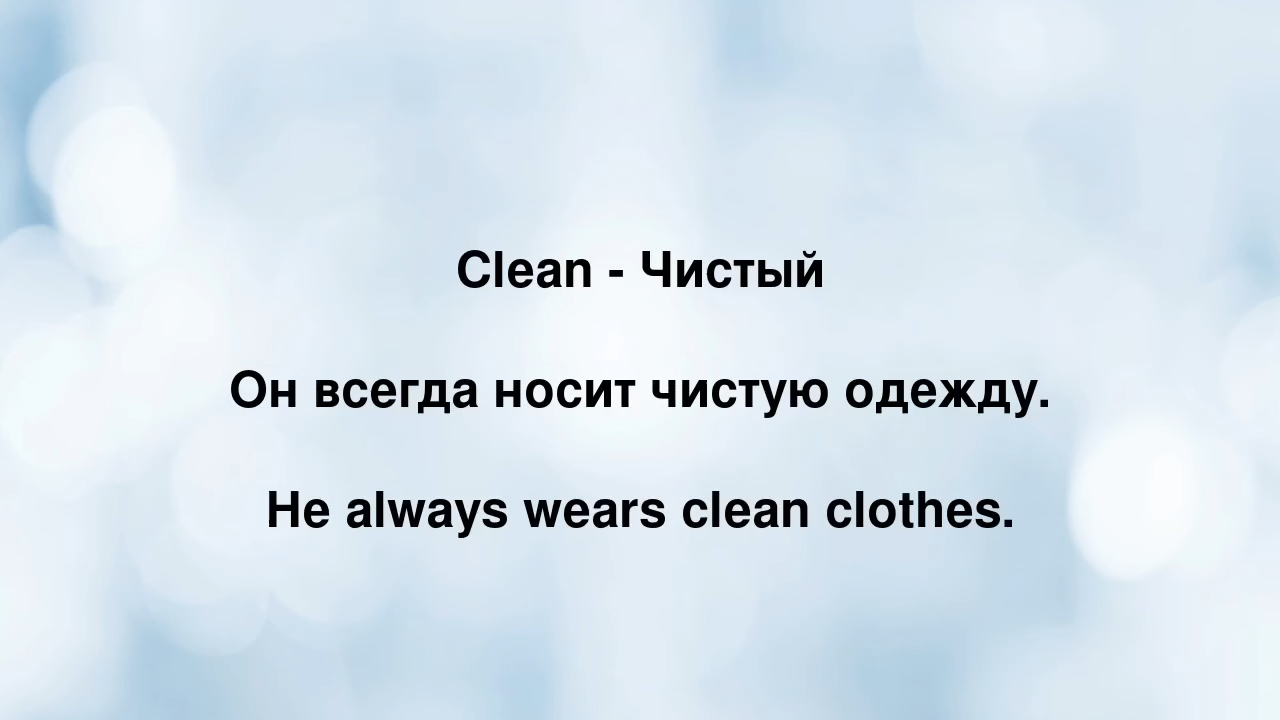 Clean - Чистый
Он всегда носит чистую одежду.
He always wears clean clothes.